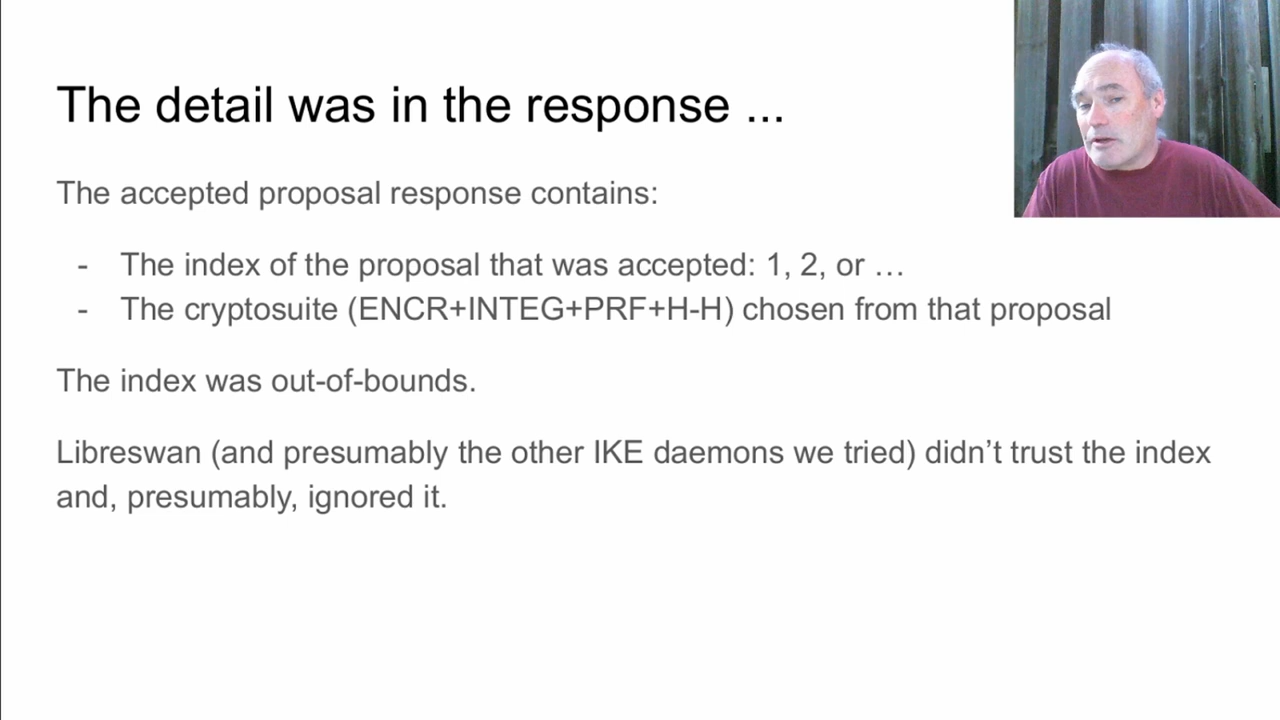 The detail was in the response ...
The accepted proposal response contains:
- The index of the proposal that was accepted: 1, 2, or …
- The cryptosuite (ENCR+INTEG+PRF+H-H) chosen from that proposal
The index was out-of-bounds.
Libreswan (and presumably the other IKE daemons we tried) didn’t trust the index
and, presumably, ignored it.